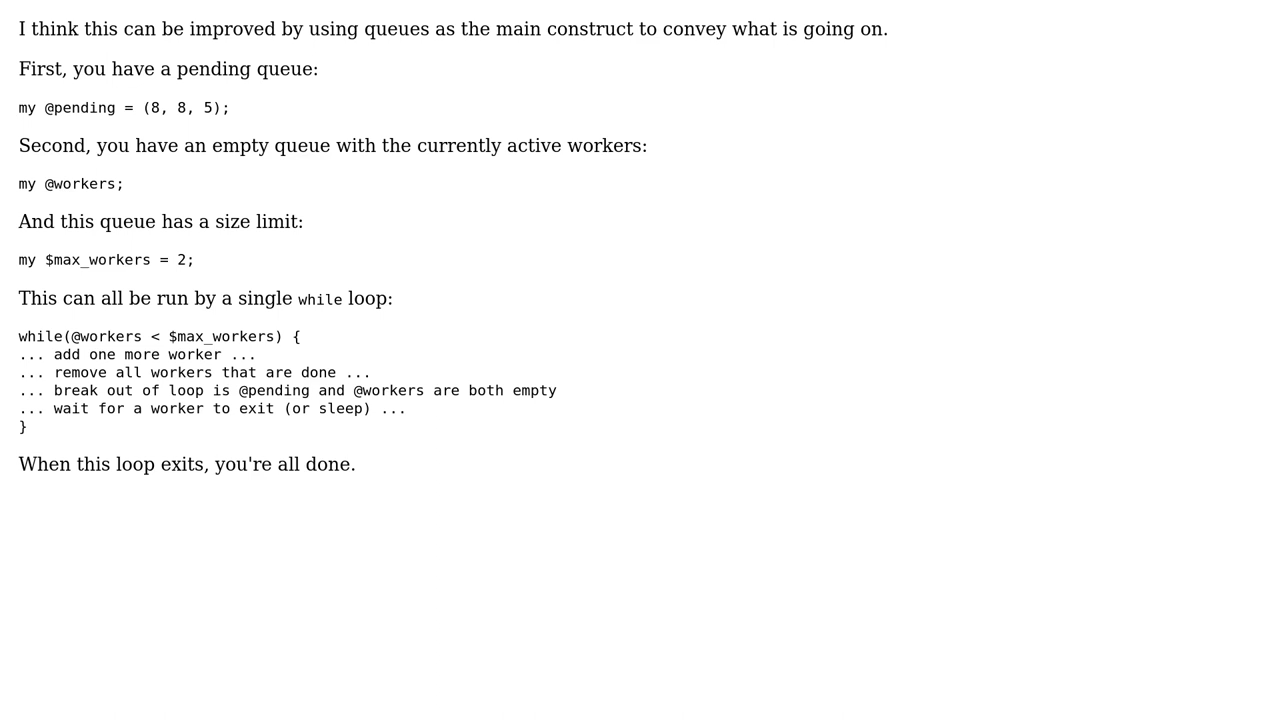 I think this can be improved by using queues as the main construct to convey what is going on.
First, you have a pending queue:
my @pending = (8, 8, 5);
Second, you have an empty queue with the currently active workers:
my @workers;
And this queue has a size limit:
my $max_workers = 2;
This can all be run by a single while loop:
while(@workers < $max_workers) {
... add one more worker ...
... remove all workers that are done ...
... break out of loop is @pending and @workers are both empty
... wait for a worker to exit (or sleep) ...
}
When this loop exits, you're all done.